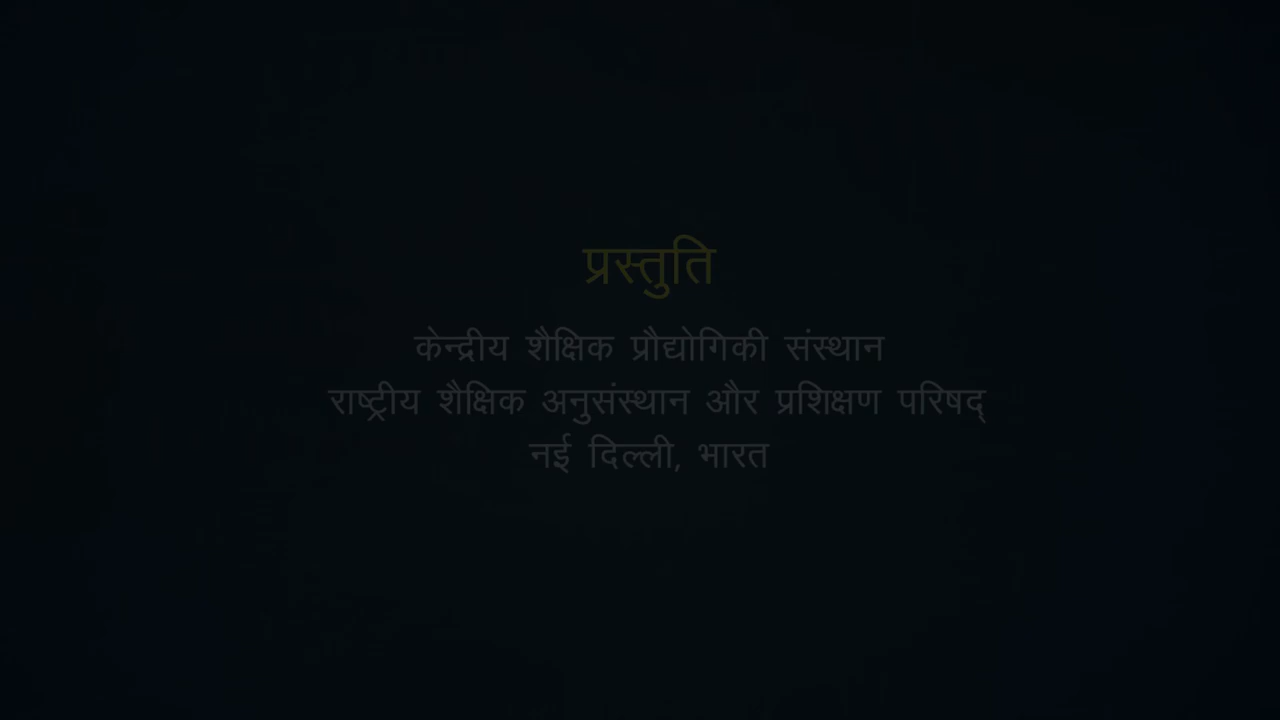 प्रस्तुति
केन्द्रीय शैक्षिक प्रौद्योगिकी संस्थान
राष्ट्रीय शैक्षिक अनुसंस्थान और प्रशिक्षण परिषद्
नई दिल्ली, भारत